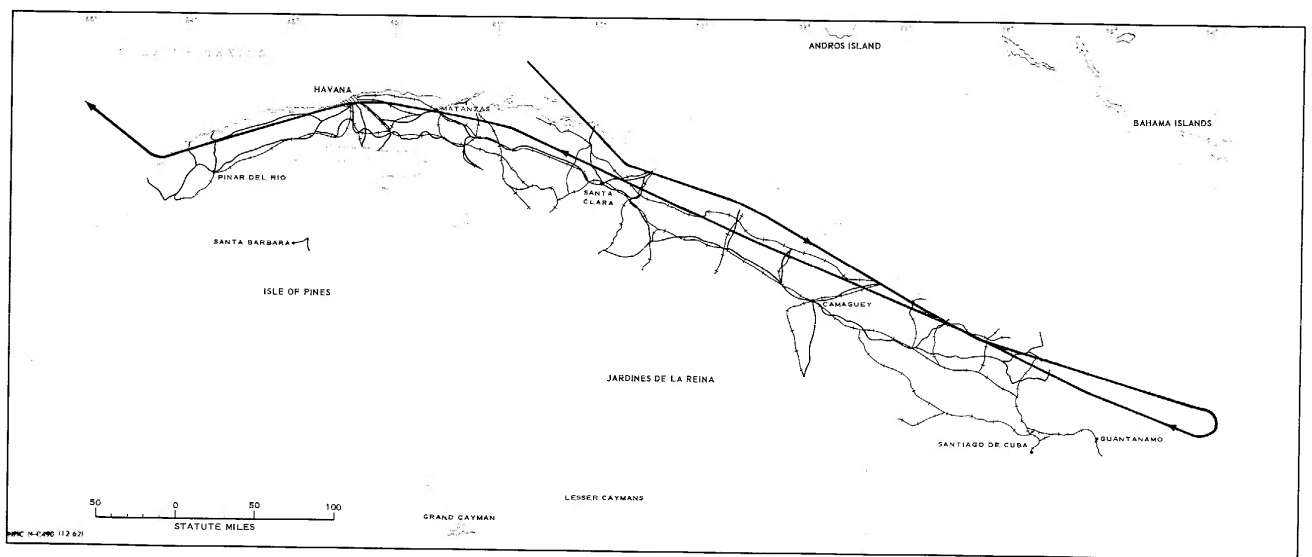 ANDROS ISLAND
HAVANA
MATANZAS
BAHAMA ISLANDS
PINAR DEL RIO
SANTA
CLARA
SANTA BARBARA
ISLE OF PINES
CAMAGUEY
JARDINES DE LA REINA
SANTIAGO DE CUBA
GUANTANAMO
LESSER CAYMANS
50 0 50 100
STATUTE MILES
GRAND CAYMAN